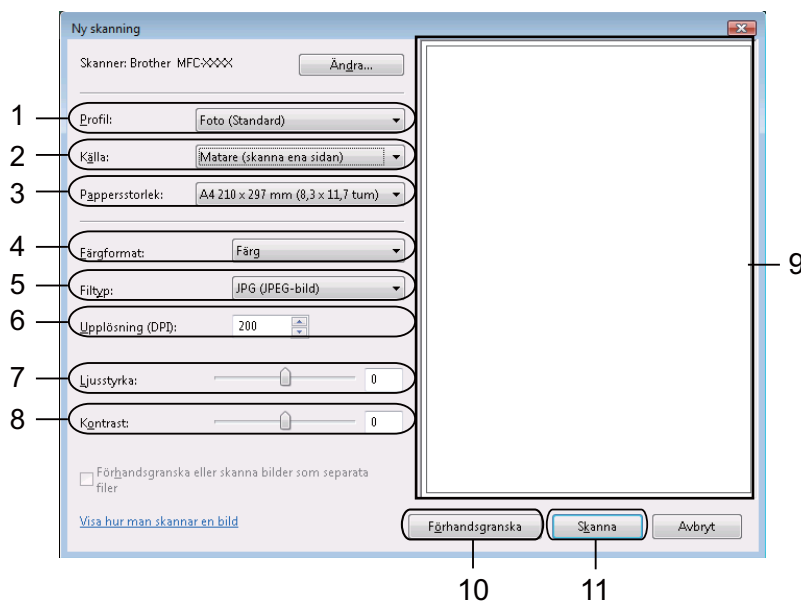 Ny skanning
Skanner: Brother MFC-XXXX
Ändra...
1 Profil: Foto (Standard)
2 Källa: Matare (skanna ena sidan)
3 Pappersstorlek: A4 210 x 297 mm (8,3 x 11,7 tum)
4 Färgformat: Färg
5 Filtyp: JPG (JPEG-bild)
6 Upplösning (DPI): 200
7 Ljusstyrka: 0
8 Kontrast: 0
9
Förhandsgranska eller skanna bilder som separata
filer
Visa hur man skannar en bild
Förhandsgranska Skanna Avbryt
10 11